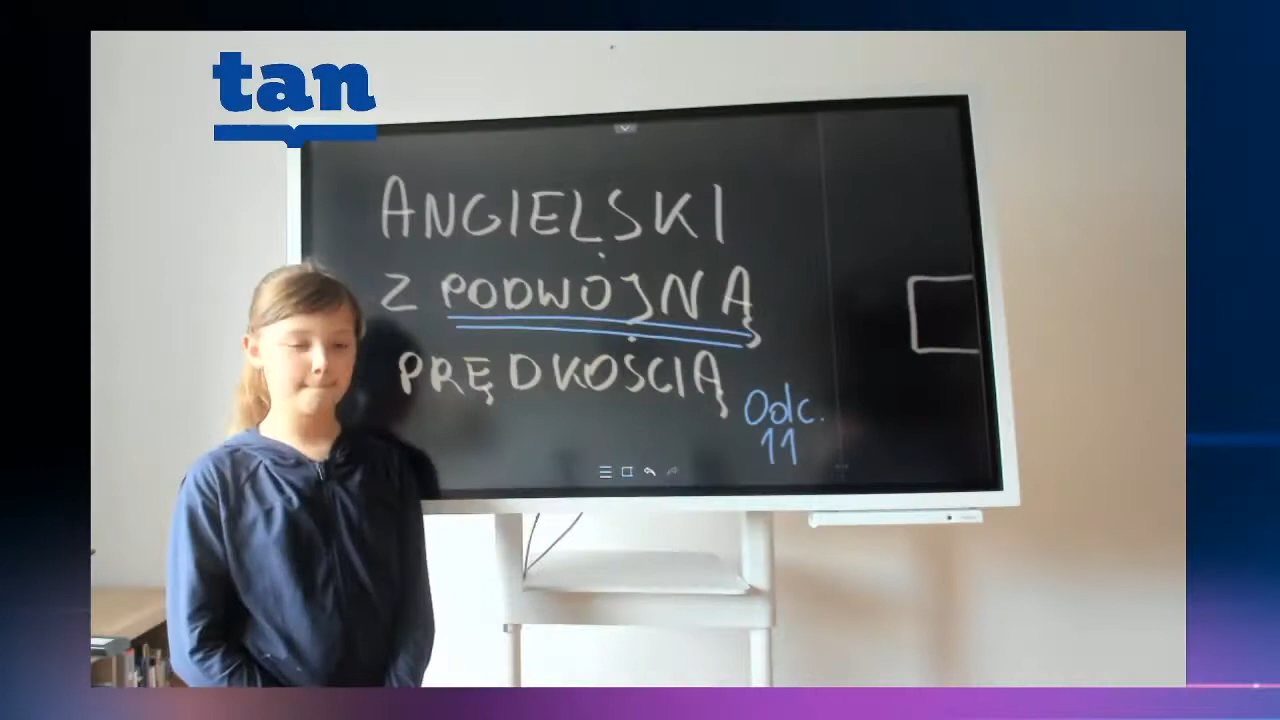 tan
ANGIELSKI
Z PODWÓJNĄ
PRĘDKOŚCIĄ
Odc.
11